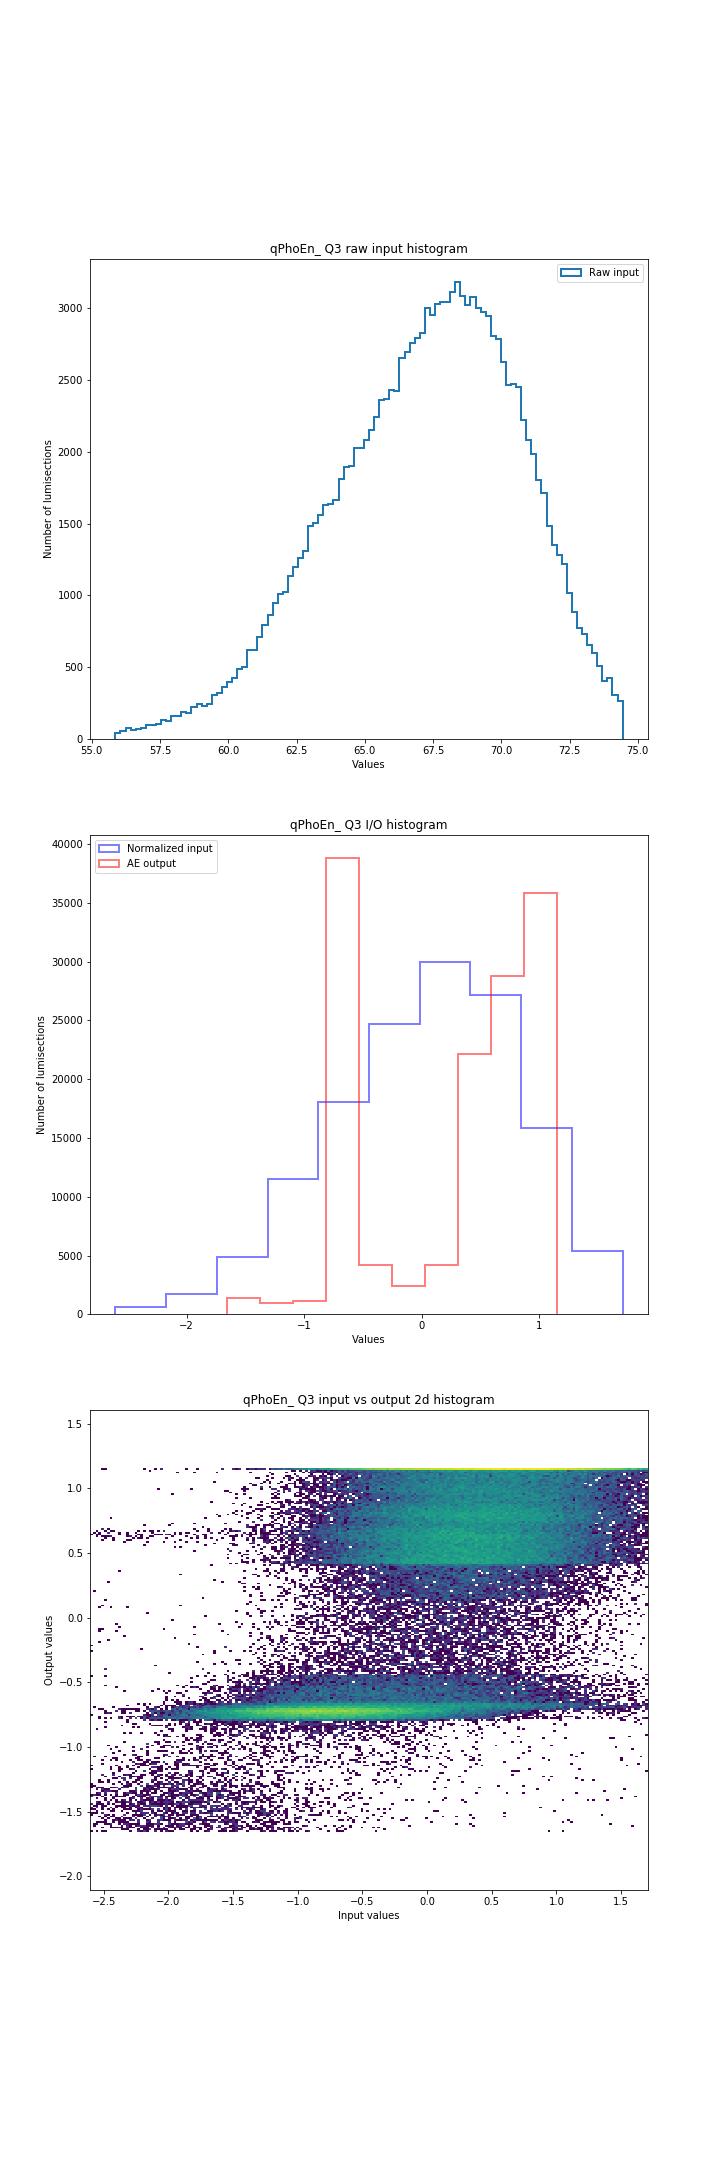 qPhoEn_ Q3 raw input histogram
Raw input
3000
2500
2000
1500
1000
500
0
Number of lumisections
55.0 57.5 60.0 62.5 65.0 67.5 70.0 72.5 75.0
Values
qPhoEn_ Q3 I/O histogram
Normalized input
AE output
40000
35000
30000
25000
20000
15000
10000
5000
0
Number of lumisections
−2 −1 0 1
Values
qPhoEn_ Q3 input vs output 2d histogram
1.5
1.0
0.5
0.0
−0.5
−1.0
−1.5
−2.0
Output values
−2.5 −2.0 −1.5 −1.0 −0.5 0.0 0.5 1.0 1.5
Input values